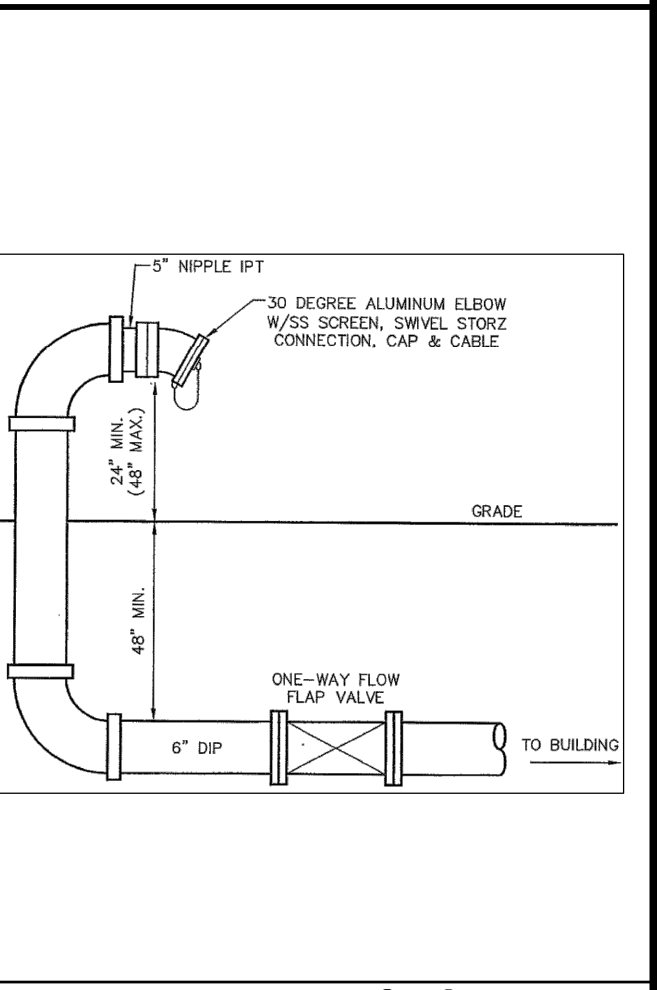 5" NIPPLE IPT
30 DEGREE ALUMINUM ELBOW
W/SS SCREEN, SWIVEL STORZ
CONNECTION, CAP & CABLE
24" MIN.
(48" MAX.)
GRADE
48" MIN.
ONE-WAY FLOW
FLAP VALVE
6" DIP
TO BUILDING